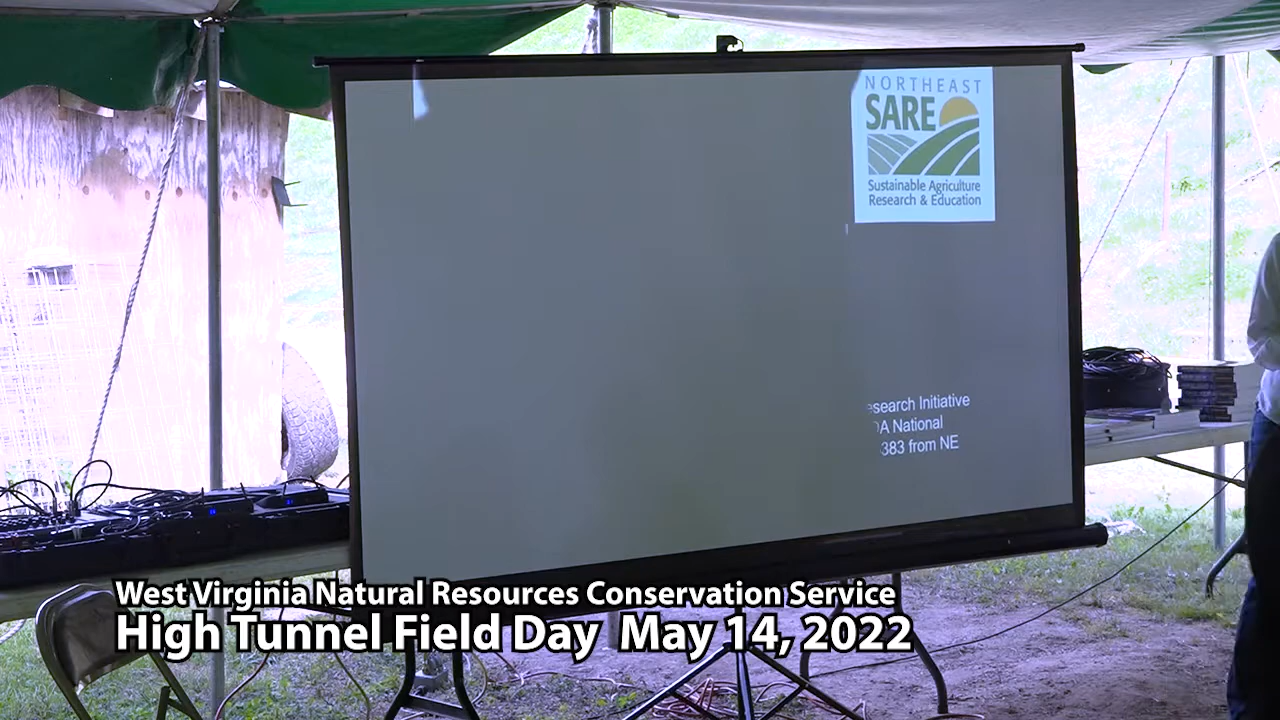 NORTHEAST
SARE
Sustainable Agriculture
Research & Education
esearch Initiative
A National
383 from NE
West Virginia Natural Resources Conservation Service
High Tunnel Field Day May 14, 2022